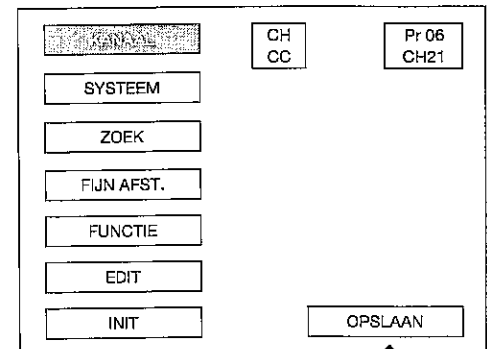 KANAAL
CH
CC
Pr 06
CH21
SYSTEEM
ZOEK
FIJN AFST.
FUNCTIE
EDIT
INIT
OPSLAAN